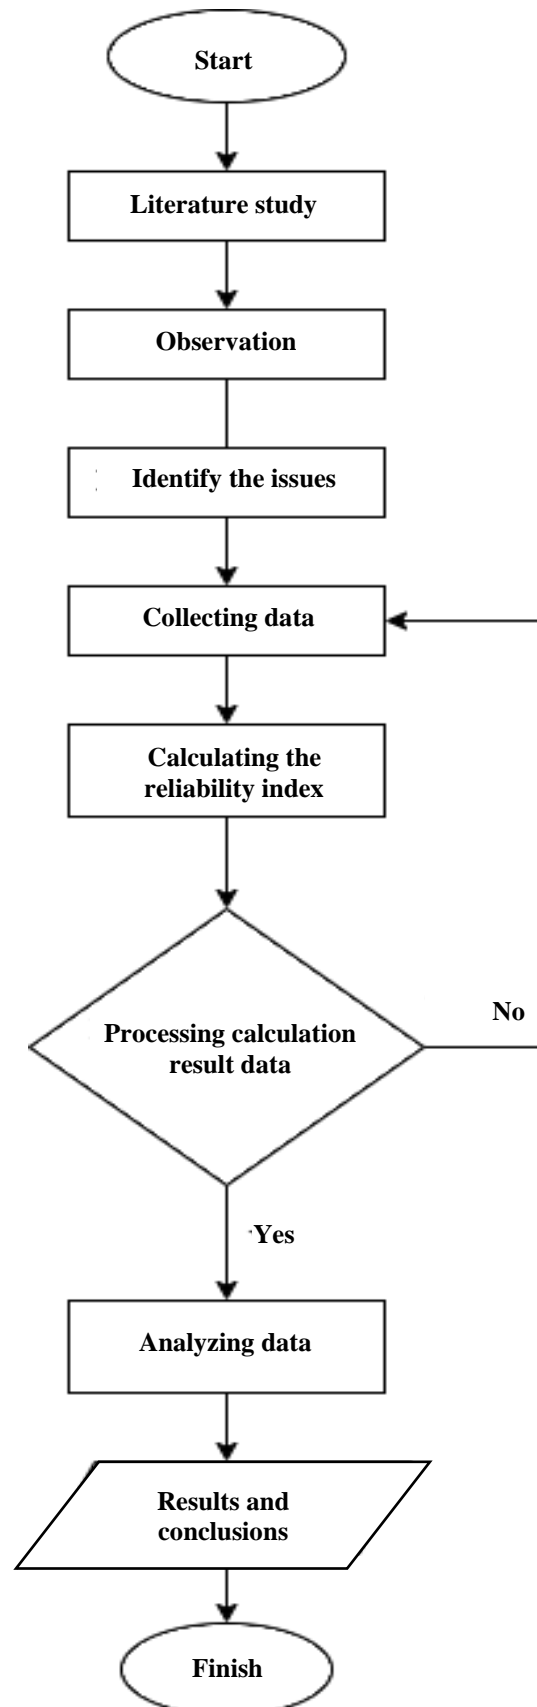 Start
Literature study
Observation
Identify the issues
Collecting data
Calculating the
reliability index
No
Processing calculation
result data
Yes
Analyzing data
Results and
conclusions
Finish